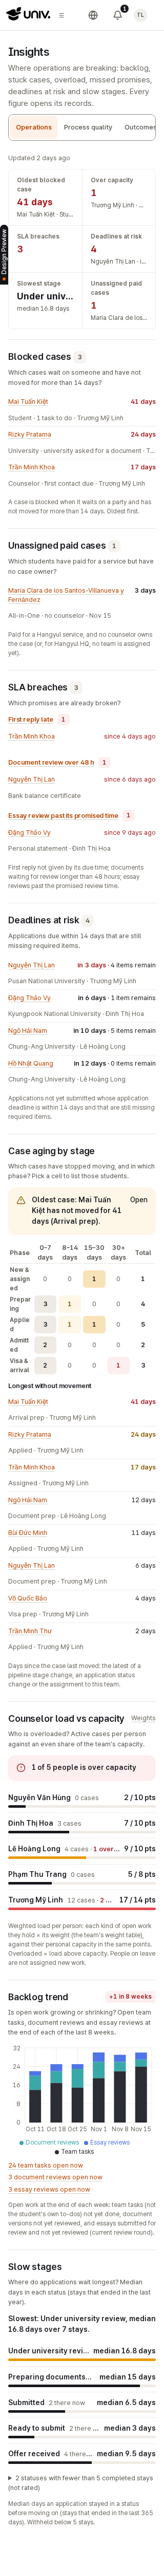 univ.
1
TL
Insights
Where operations are breaking: backlog,
stuck cases, overload, missed promises,
deadlines at risk and slow stages. Every
figure opens its records.
Operations
Process quality
Outcomes
Updated 2 days ago
Design Preview
Oldest blocked
case
41 days
Mai Tuấn Kiệt · Stu...
Over capacity
1
Trương Mỹ Linh · ...
SLA breaches
3
Deadlines at risk
4
Nguyễn Thị Lan · i...
Slowest stage
Under univ...
median 16.8 days
Unassigned paid
cases
1
Maria Clara de los...
Blocked cases 3
Which cases wait on someone and have not
moved for more than 14 days?
Mai Tuấn Kiệt 41 days
Student · 1 task to do · Trương Mỹ Linh
Rizky Pratama 24 days
University · university asked for a document · T...
Trần Minh Khoa 17 days
Counselor · first contact due · Trương Mỹ Linh
A case is blocked when it waits on a party and has
not moved for more than 14 days. Oldest first.
Unassigned paid cases 1
Which students have paid for a service but have
no case owner?
Maria Clara de los Santos-Villanueva y
Fernández
3 days
All-in-One · no counselor · Nov 15
Paid for a Hangyul service, and no counselor owns
the case (or, for Hangyul HQ, no team is assigned
yet).
SLA breaches 3
Which promises are already broken?
First reply late 1
Trần Minh Khoa since 4 days ago
Document review over 48 h 1
Nguyễn Thị Lan since 6 days ago
Bank balance certificate
Essay review past its promised time 1
Đặng Thảo Vy since 9 days ago
Personal statement · Đinh Thị Hoa
First reply not given by its due time; documents
waiting for review longer than 48 hours; essay
reviews past the promised review time.
Deadlines at risk 4
Applications due within 14 days that are still
missing required items.
Nguyễn Thị Lan in 3 days · 4 items remain
Pusan National University · Trương Mỹ Linh
Đặng Thảo Vy in 6 days · 1 items remains
Kyungpook National University · Đinh Thị Hoa
Ngô Hải Nam in 10 days · 5 items remain
Chung-Ang University · Lê Hoàng Long
Hồ Nhật Quang in 12 days · 0 items remain
Chung-Ang University · Lê Hoàng Long
Applications not yet submitted whose application
deadline is within 14 days and that are still missing
required items.
Case aging by stage
Which cases have stopped moving, and in which
phase? Pick a cell to list those students.
Oldest case: Mai Tuấn
Kiệt has not moved for 41
days (Arrival prep).
Open
Phase 0–7 days 8–14 days 15–30 days 30+ days Total
New & assigned 0 0 1 0 1
Preparing 3 1 0 0 4
Applied 3 1 1 0 5
Admitted 2 0 0 0 2
Visa & arrival 2 0 0 1 3
Longest without movement
Mai Tuấn Kiệt 41 days
Arrival prep · Trương Mỹ Linh
Rizky Pratama 24 days
Applied · Trương Mỹ Linh
Trần Minh Khoa 17 days
Assigned · Trương Mỹ Linh
Ngô Hải Nam 12 days
Document prep · Lê Hoàng Long
Bùi Đức Minh 11 days
Applied · Trương Mỹ Linh
Nguyễn Thị Lan 6 days
Document prep · Trương Mỹ Linh
Võ Quốc Bảo 4 days
Visa prep · Trương Mỹ Linh
Trần Minh Thư 2 days
Applied · Trương Mỹ Linh
Days since the case last moved: the latest of a
pipeline stage change, an application status
change or the assignment to this team.
Counselor load vs capacity Weights
Who is overloaded? Active cases per person
against an even share of the team's capacity.
1 of 5 people is over capacity
Nguyễn Văn Hùng 0 cases 2 / 10 pts
Đinh Thị Hoa 3 cases 7 / 10 pts
Lê Hoàng Long 4 cases · 1 over... 9 / 10 pts
Phạm Thu Trang 0 cases 5 / 8 pts
Trương Mỹ Linh 12 cases · 2 ... 17 / 14 pts
Weighted load per person: each kind of open work
they hold × its weight (the team's weight table),
against their personal capacity in the same points.
Overloaded = load above capacity. People on leave
are not assigned new work.
Backlog trend +1 in 8 weeks
Is open work growing or shrinking? Open team
tasks, document reviews and essay reviews at
the end of each of the last 8 weeks.
32
24
16
8
0
Oct 11 Oct 18 Oct 25 Nov 1 Nov 8 Nov 15
Document reviews Essay reviews
Team tasks
24 team tasks open now
3 document reviews open now
3 essay reviews open now
Open work at the end of each week: team tasks (not
the student's own to-dos) not yet done, document
versions not yet reviewed, and essays submitted for
review and not yet reviewed (current review round).
Slow stages
Where do applications wait longest? Median
days in each status (stays that ended in the last
year).
Slowest: Under university review, median
16.8 days over 7 stays.
Under university revi... median 16.8 days
Preparing documents... median 15 days
Submitted 2 there now median 6.5 days
Ready to submit 2 there ... median 3 days
Offer received 4 there... median 9.5 days
2 statuses with fewer than 5 completed stays
(not rated)
Median days an application stayed in a status
before moving on (stays that ended in the last 365
days). Withheld below 5 stays.